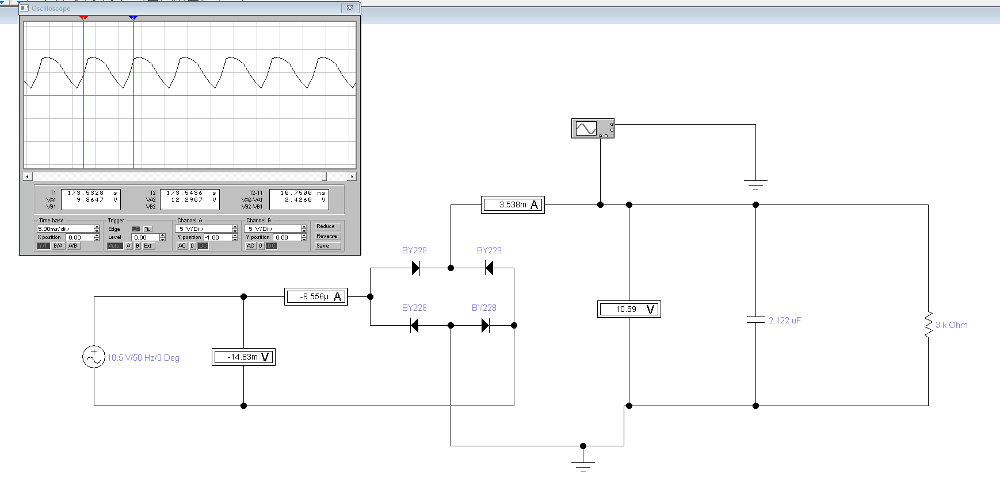 Oscilloscope
1 2
T1 173.5328 s T2 173.5436 s T2-T1 10.7500 ms
VA1 9.8647 V VA2 12.2907 V VA2-VA1 2.4260 V
VB1 VB2 VB2-VB1
Time base Trigger Channel A Channel B
5.00ms/div Edge 5 V/Div 5 V/Div Reduce
X position 0.00 Level 0.00 Y position -1.00 Y position 0.00 Reverse
Y/T B/A A/B Auto A B Ext AC 0 DC AC 0 DC Save
3.538m A
BY228 BY228
-9.556µ A
BY228 BY228
10.59 V
2.122 uF
3 k Ohm
10.5 V/50 Hz/0 Deg
-14.83m V